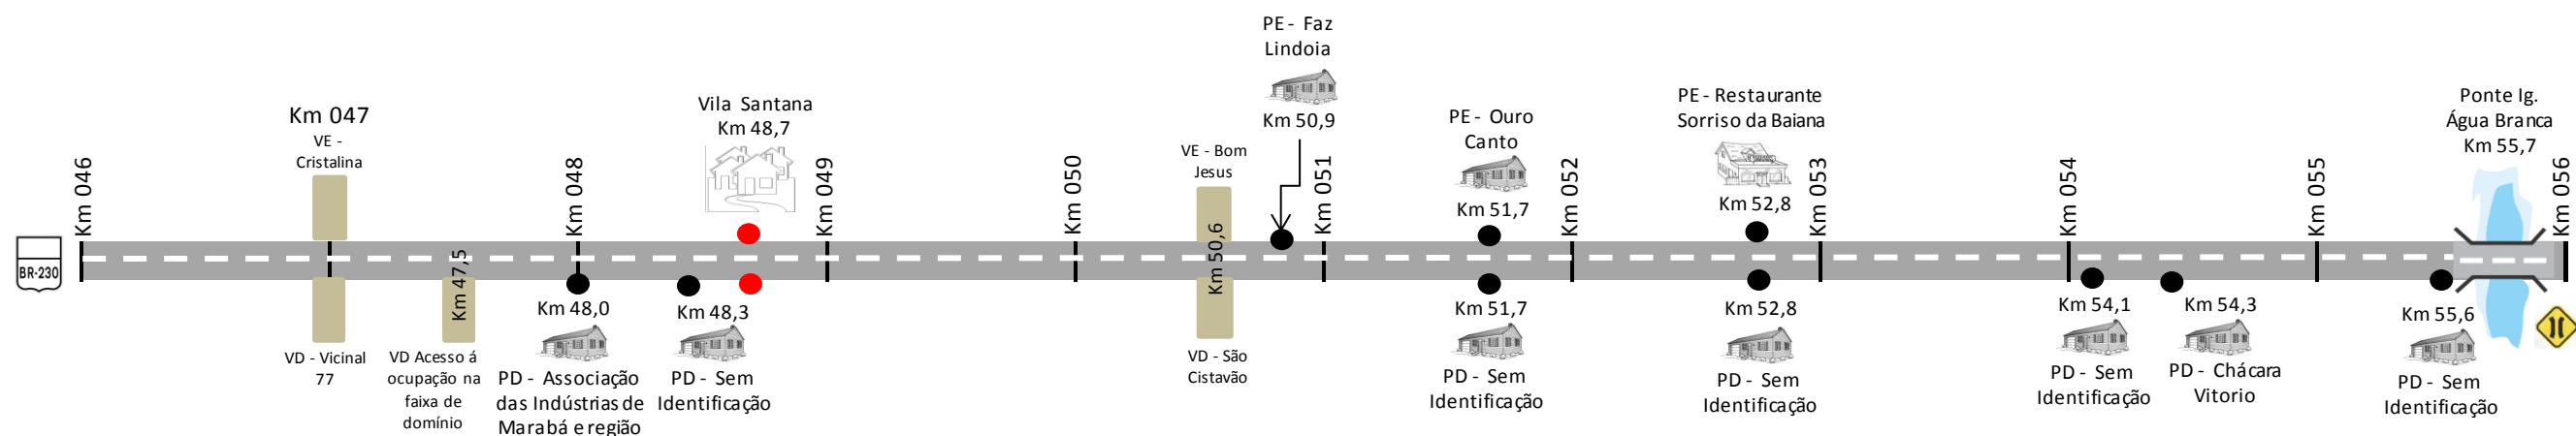 BR-230
Km 046
Km 047
VE -
Cristalina
VD - Vicinal
77
Km 47,5
VD Acesso á
ocupação na
faixa de
domínio
Km 048
Km 48,0
PD - Associação
das Indústrias de
Marabá e região
Km 48,3
PD - Sem
Identificação
Vila Santana
Km 48,7
Km 049
Km 050
VE - Bom
Jesus
Km 50,6
VD - São
Cistavão
PE - Faz
Lindoia
Km 50,9
Km 051
PE - Ouro
Canto
Km 51,7
Km 51,7
PD - Sem
Identificação
Km 052
PE - Restaurante
Sorriso da Baiana
Km 52,8
Km 52,8
PD - Sem
Identificação
Km 053
Km 054
Km 54,1
PD - Sem
Identificação
Km 54,3
PD - Chácara
Vitorio
Km 055
Km 55,6
PD - Sem
Identificação
Ponte Ig.
Água Branca
Km 55,7
Km 056